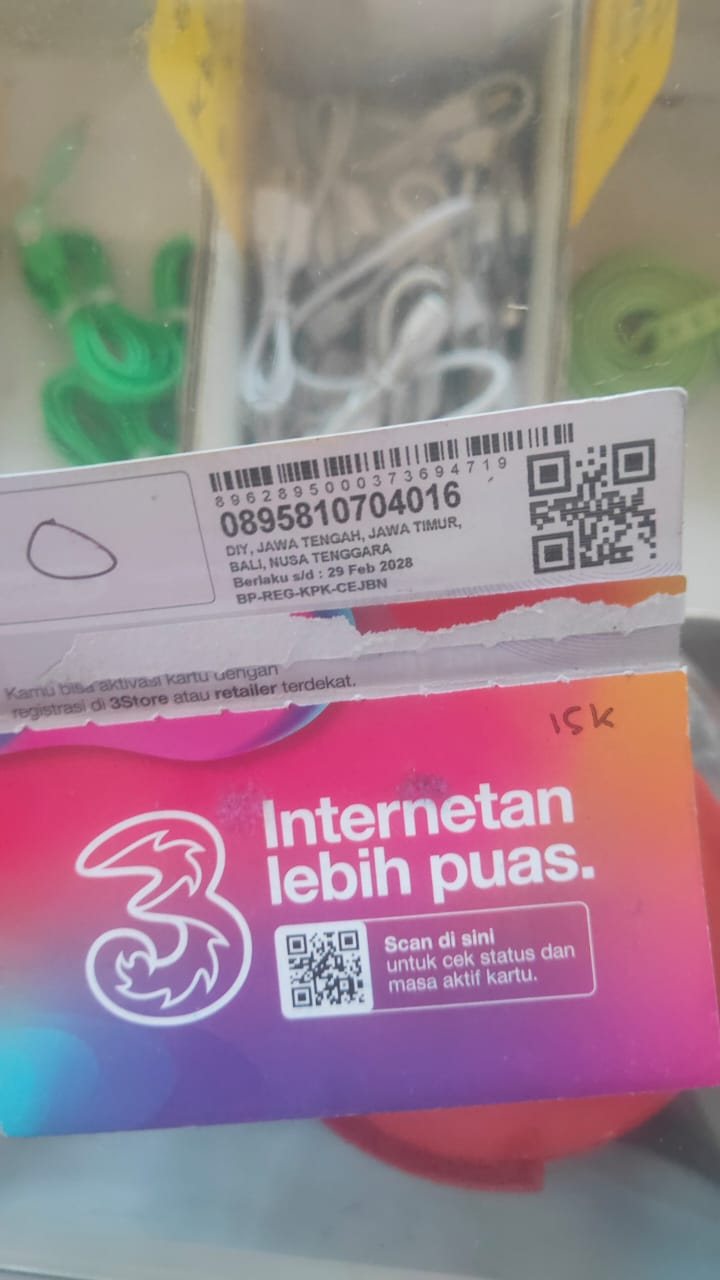 8962895000373694719
0895810704016
DIY, JAWA TENGAH, JAWA TIMUR,
BALI, NUSA TENGGARA
Berlaku s/d : 29 Feb 2028
BP-REG-KPK-CEJBN
Kamu bisa aktivasi kartu dengan
registrasi di 3Store atau retailer terdekat.
15K
3
Internetan
lebih puas.
Scan di sini
untuk cek status dan
masa aktif kartu.